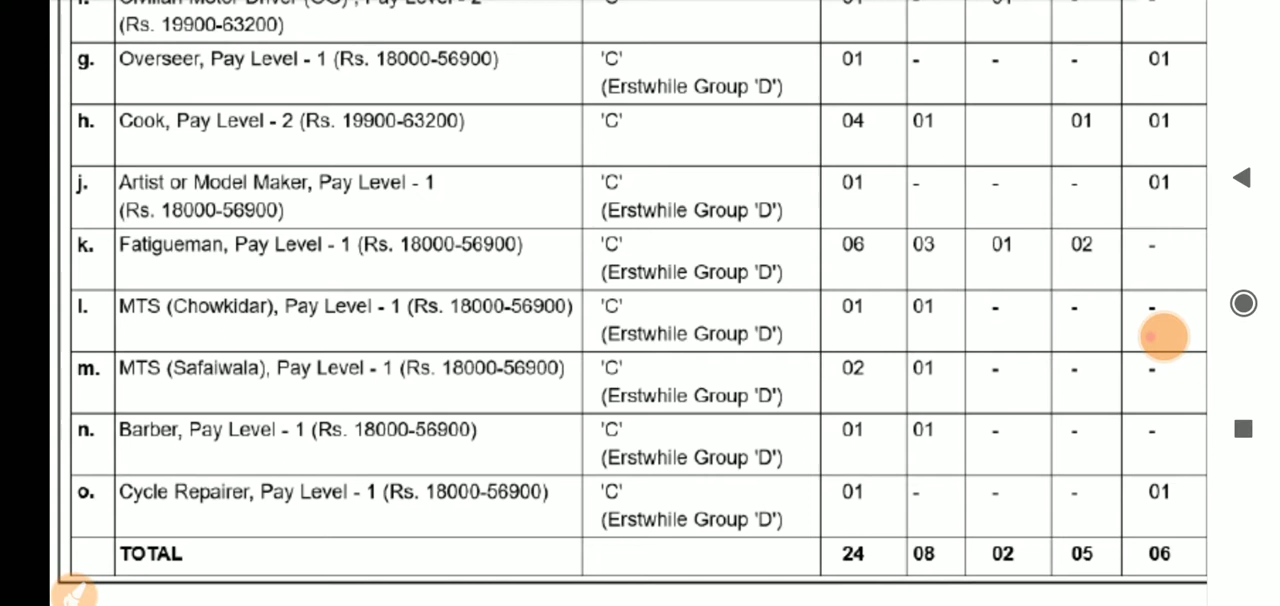 (Rs. 19900-63200)
g. Overseer, Pay Level - 1 (Rs. 18000-56900) 'C' 01 - - - 01
(Erstwhile Group 'D')
h. Cook, Pay Level - 2 (Rs. 19900-63200) 'C' 04 01 01 01
j. Artist or Model Maker, Pay Level - 1 'C' 01 - - - 01
(Rs. 18000-56900) (Erstwhile Group 'D')
k. Fatigueman, Pay Level - 1 (Rs. 18000-56900) 'C' 06 03 01 02 -
(Erstwhile Group 'D')
l. MTS (Chowkidar), Pay Level - 1 (Rs. 18000-56900) 'C' 01 01 - - -
(Erstwhile Group 'D')
m. MTS (Safaiwala), Pay Level - 1 (Rs. 18000-56900) 'C' 02 01 - - -
(Erstwhile Group 'D')
n. Barber, Pay Level - 1 (Rs. 18000-56900) 'C' 01 01 - - -
(Erstwhile Group 'D')
o. Cycle Repairer, Pay Level - 1 (Rs. 18000-56900) 'C' 01 - - - 01
(Erstwhile Group 'D')
TOTAL 24 08 02 05 06